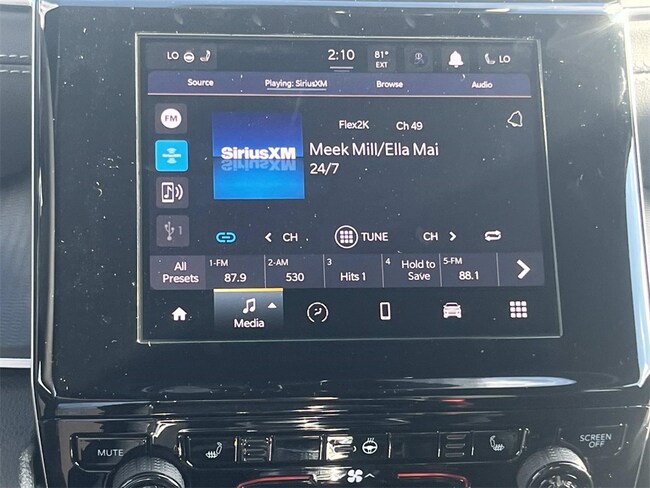 LO 2:10 81° EXT LO
Source Playing: SiriusXM Browse Audio
FM
SiriusXM
Flex2K Ch 49
Meek Mill/Ella Mai
24/7
1
< CH TUNE CH >
All Presets
1-FM 87.9
2-AM 530
3 Hits 1
4 Hold to Save
5-FM 88.1
Media
MUTE
SCREEN OFF